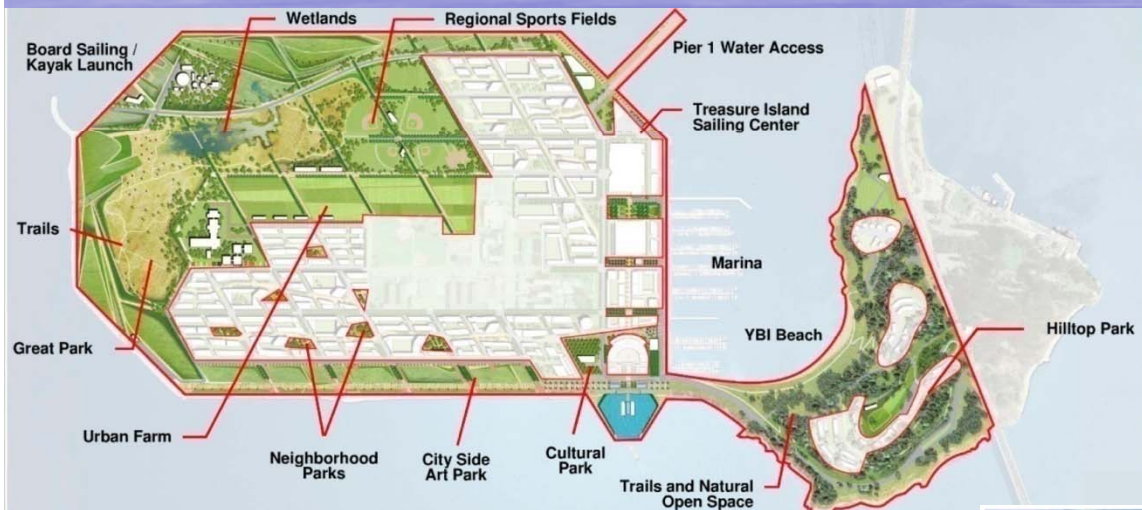 Wetlands
Regional Sports Fields
Board Sailing /
Kayak Launch
Pier 1 Water Access
Treasure Island
Sailing Center
Trails
Marina
YBI Beach
Hilltop Park
Great Park
Urban Farm
Neighborhood
Parks
City Side
Art Park
Cultural
Park
Trails and Natural
Open Space